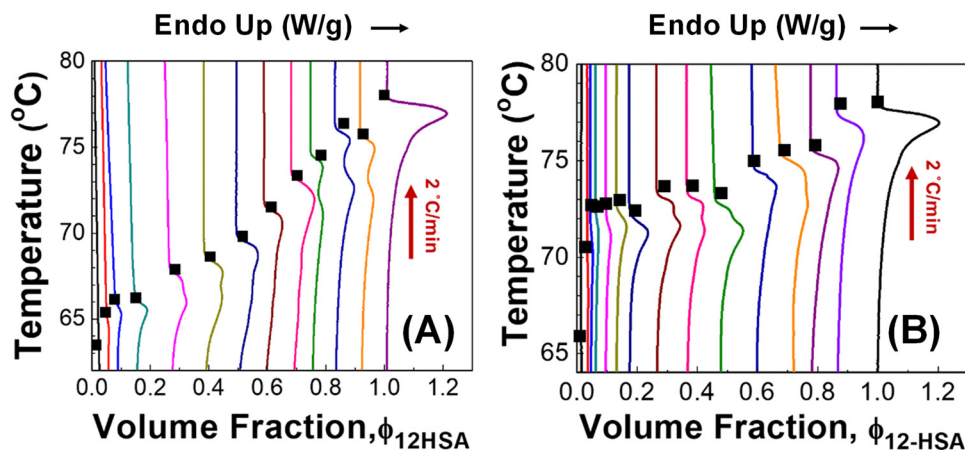 Endo Up (W/g) →
80
75
70
65
Temperature (°C)
2 °C/min
(A)
0.0 0.2 0.4 0.6 0.8 1.0 1.2
Volume Fraction,ϕ12HSA
Endo Up (W/g) →
80
75
70
65
Temperature (°C)
2 °C/min
(B)
0.0 0.2 0.4 0.6 0.8 1.0 1.2
Volume Fraction, ϕ12-HSA